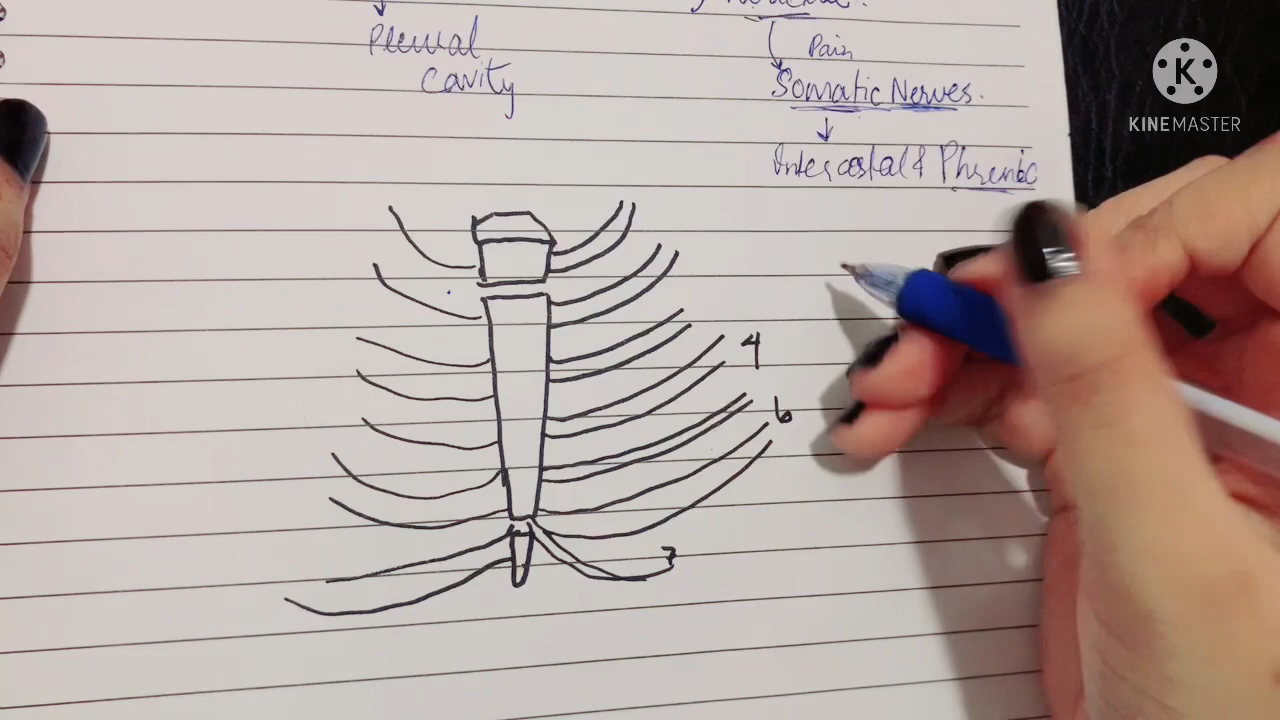 Pleural
cavity
Pain
Somatic Nerves.
Intercostal & Phrenic
4
6
7
K
KINEMASTER